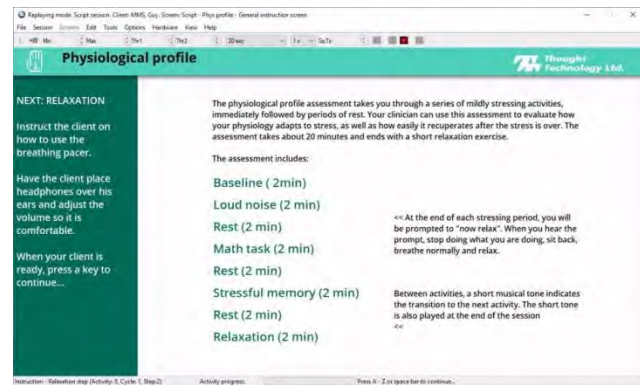 Replaying mode. Script session. Client: MMS, Guy. Screen: Script - Phys profile - General instruction screen
File Session Screens Edit Tools Options Hardware View Help
Min Max Thr1 Thr2 20 sec 1 x GoTo
Physiological profile
Thought
Technology Ltd.
NEXT: RELAXATION
Instruct the client on
how to use the
breathing pacer.
Have the client place
headphones over his
ears and adjust the
volume so it is
comfortable.
When your client is
ready, press a key to
continue...
The physiological profile assessment takes you through a series of mildly stressing activities,
immediately followed by periods of rest. Your clinician can use this assessment to evaluate how
your physiology adapts to stress, as well as how easily it recuperates after the stress is over. The
assessment takes about 20 minutes and ends with a short relaxation exercise.
The assessment includes:
Baseline ( 2min)
Loud noise (2 min)
Rest (2 min)
Math task (2 min)
Rest (2 min)
Stressful memory (2 min)
Rest (2 min)
Relaxation (2 min)
<< At the end of each stressing period, you will
be prompted to "now relax". When you hear the
prompt, stop doing what you are doing, sit back,
breathe normally and relax.
Between activities, a short musical tone indicates
the transition to the next activity. The short tone
is also played at the end of the session
<<
Instruction - Relaxation step (Activity: 8, Cycle: 1, Step:2) Activity progress: Press A - Z or space bar to continue...